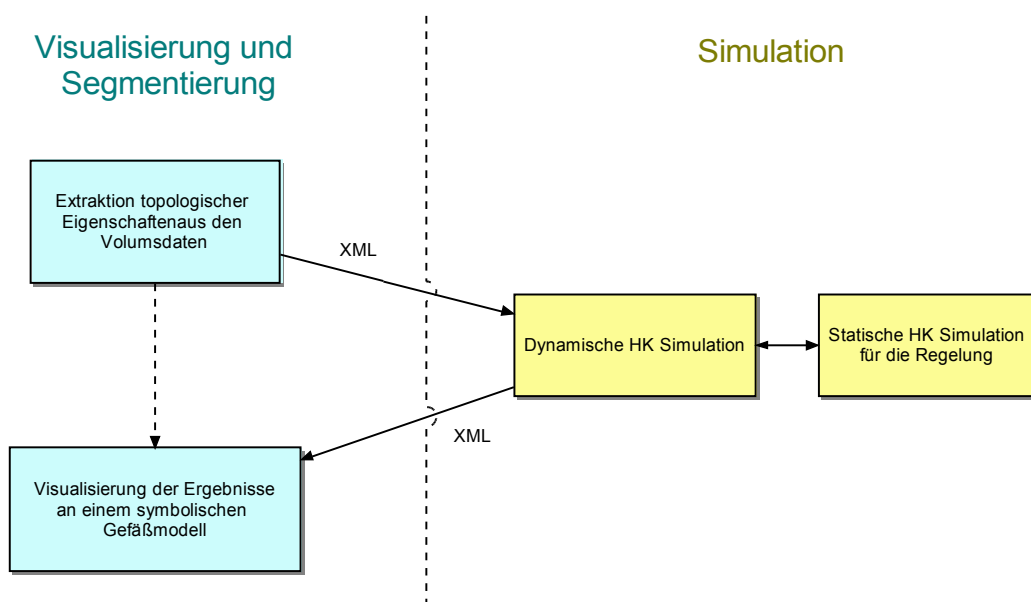 Visualisierung und
Segmentierung
Simulation
Extraktion topologischer
Eigenschaftenaus den
Volumsdaten
XML
Dynamische HK Simulation
Statische HK Simulation
für die Regelung
XML
Visualisierung der Ergebnisse
an einem symbolischen
Gefäßmodell